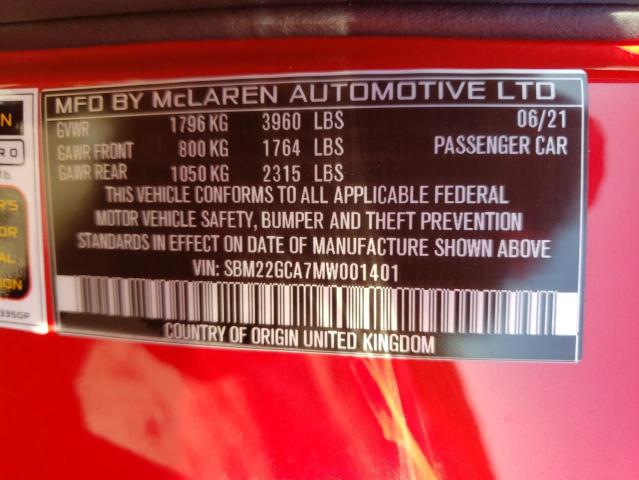 MFD BY McLAREN AUTOMOTIVE LTD
GVWR 1796 KG 3960 LBS 06/21
GAWR FRONT 800 KG 1764 LBS PASSENGER CAR
GAWR REAR 1050 KG 2315 LBS
THIS VEHICLE CONFORMS TO ALL APPLICABLE FEDERAL
MOTOR VEHICLE SAFETY, BUMPER AND THEFT PREVENTION
STANDARDS IN EFFECT ON DATE OF MANUFACTURE SHOWN ABOVE
VIN: SBM22GCA7MW001401
COUNTRY OF ORIGIN UNITED KINGDOM